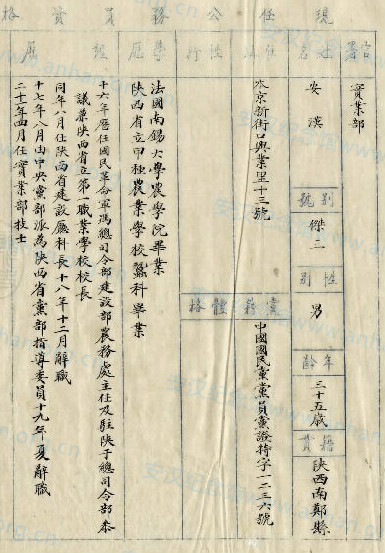 現任公務員資格
官署
實業部
姓名
安漢
別號
傑二
性別
男
年齡
三十五歲
籍貫
陝西南鄭縣
住址
本京新街口興業里十三號
性行
體格
黨籍
中國國民黨黨員黨證特字一二三六號
學歷
法國南錫大學農學院畢業
陝西省立甲種農業學校蠶科畢業
經歷
十六年歷任國民革命軍馮總司令部建設部農務處主任及駐陝于總司令部參
議兼陝西省立第一職業學校校長
同年八月任陝西省建設廳科長十八年十二月辭職
十七年八月由中央黨部派為陝西省黨部指導委員十九年夏辭職
二十年四月任實業部技士